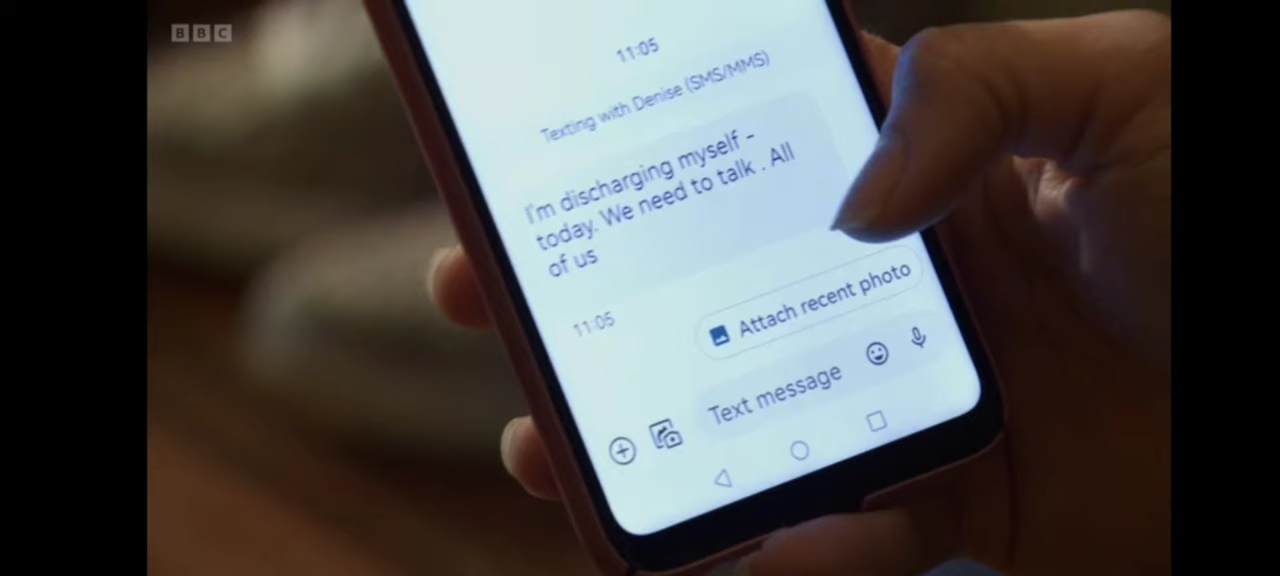 BBC
11:05
Texting with Denise (SMS/MMS)
I'm discharging myself -
today. We need to talk . All
of us
11:05
Attach recent photo
Text message